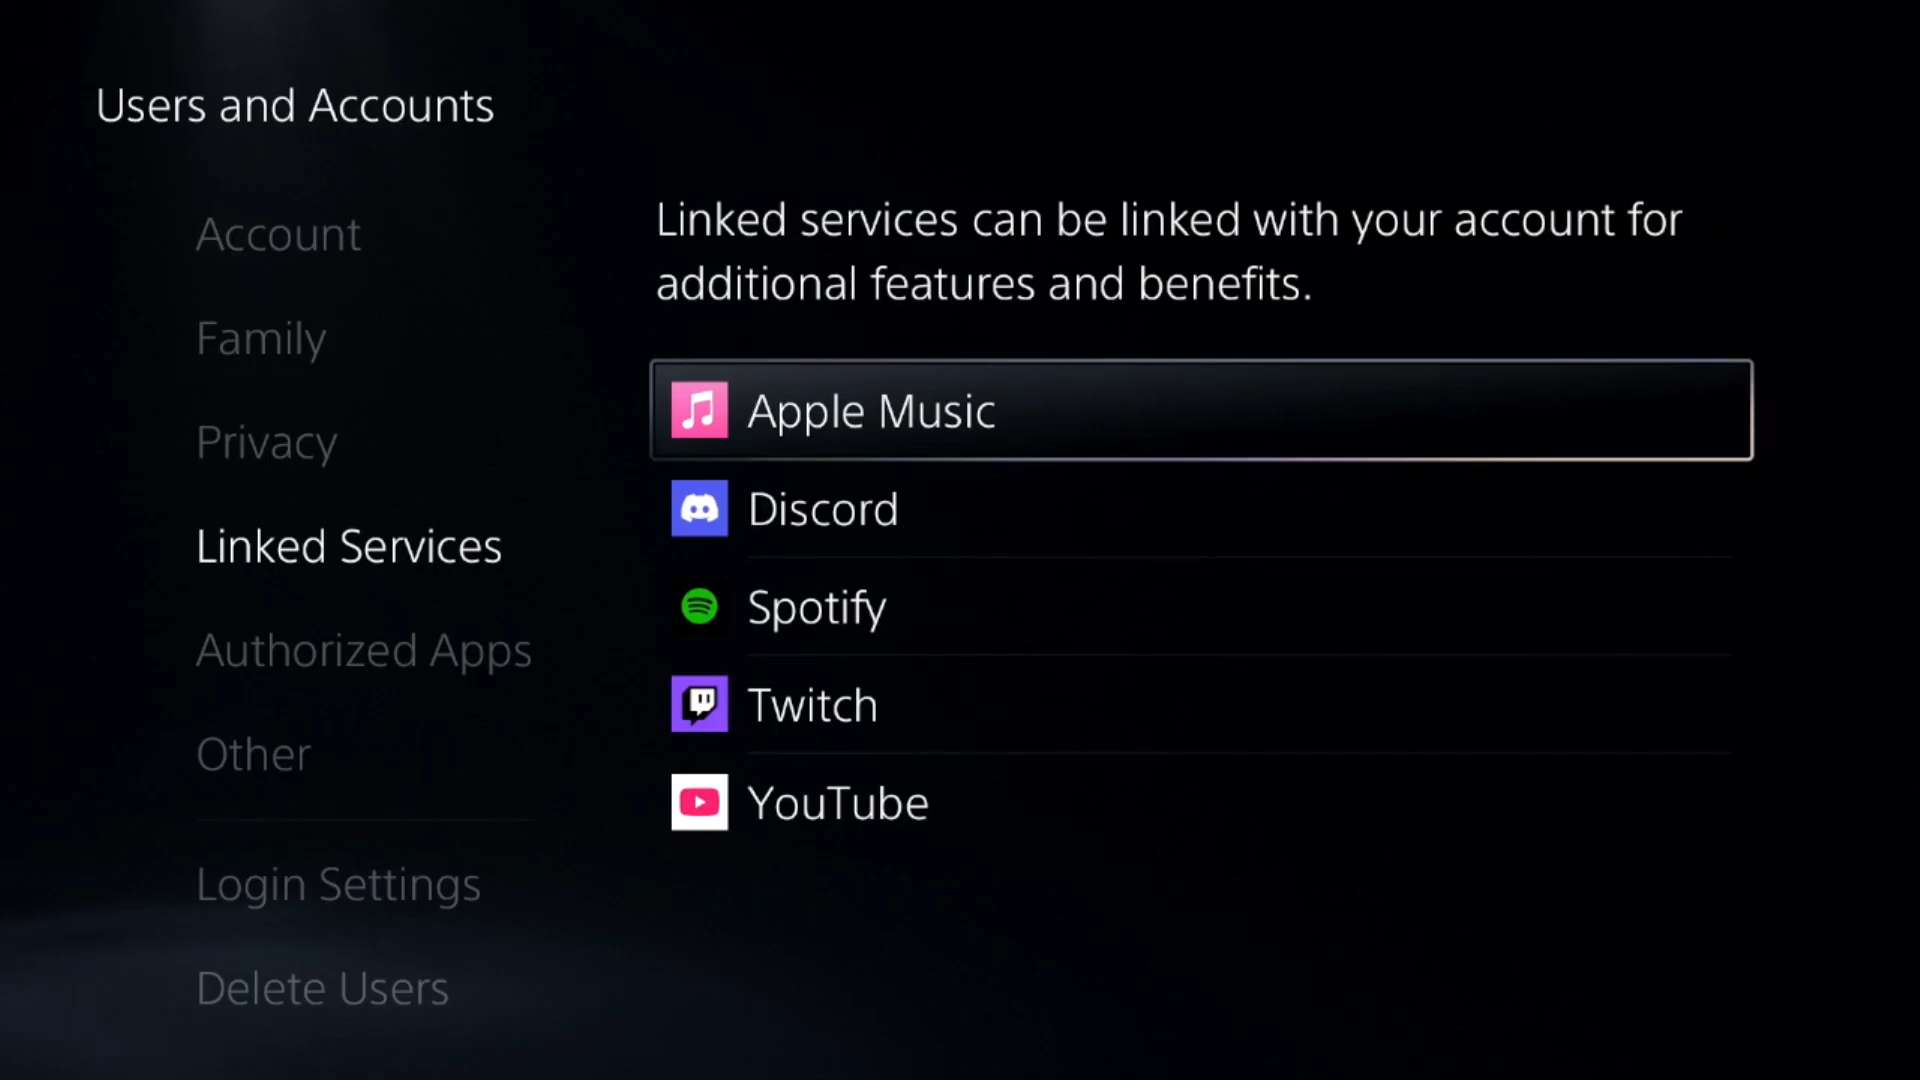 Users and Accounts
Account
Family
Privacy
Linked Services
Authorized Apps
Other
Login Settings
Delete Users
Linked services can be linked with your account for
additional features and benefits.
Apple Music
Discord
Spotify
Twitch
YouTube